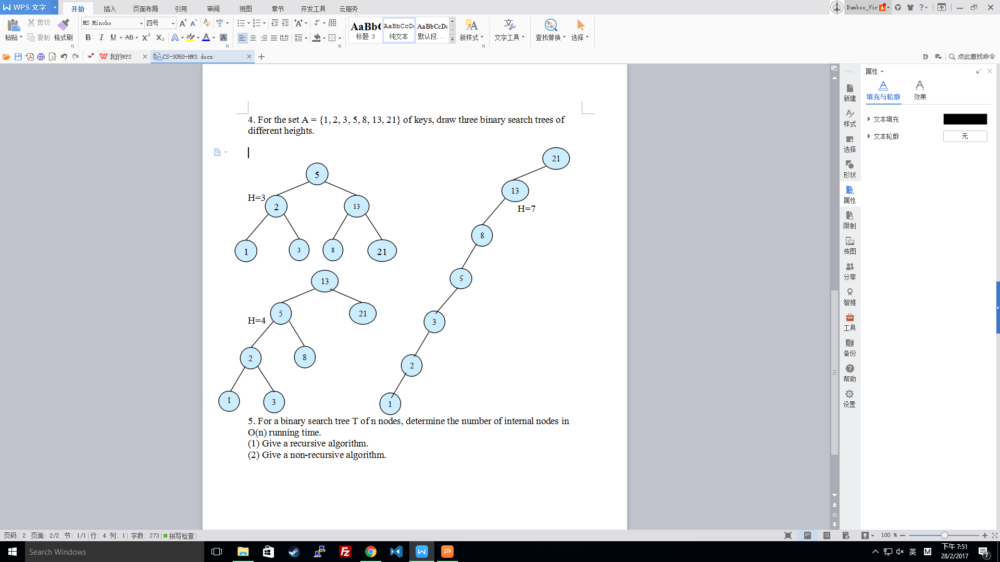 WPS 文字
开始
插入
页面布局
引用
审阅
视图
章节
开发工具
云服务
Bamboo_Vir
粘贴
剪切
复制
格式刷
MS Mincho
四号
B I U AB X² X₂ A A A
AaBb( AaBbCcDd AaBbCcDd
标题 3
纯文本
默认段...
新样式
文字工具
查找替换
选择
我的WPS
CS-3050-HW3.docx
点此查找命令
4. For the set A = {1, 2, 3, 5, 8, 13, 21} of keys, draw three binary search trees of
different heights.
5
H=3
2
13
1
3
8
21
21
13
H=7
8
5
3
2
1
13
5
21
H=4
2
8
1
3
5. For a binary search tree T of n nodes, determine the number of internal nodes in
O(n) running time.
(1) Give a recursive algorithm.
(2) Give a non-recursive algorithm.
新建
样式
选择
形状
属性
限制
传图
分享
智推
工具
备份
帮助
设置
属性
填充与轮廓
效果
文本填充
文本轮廓
无
页码: 2 页面: 2/2 节: 1/1 行: 4 列: 1 字数: 273 拼写检查
100 %
Search Windows
英
M
下午 7:51
28/2/2017
7